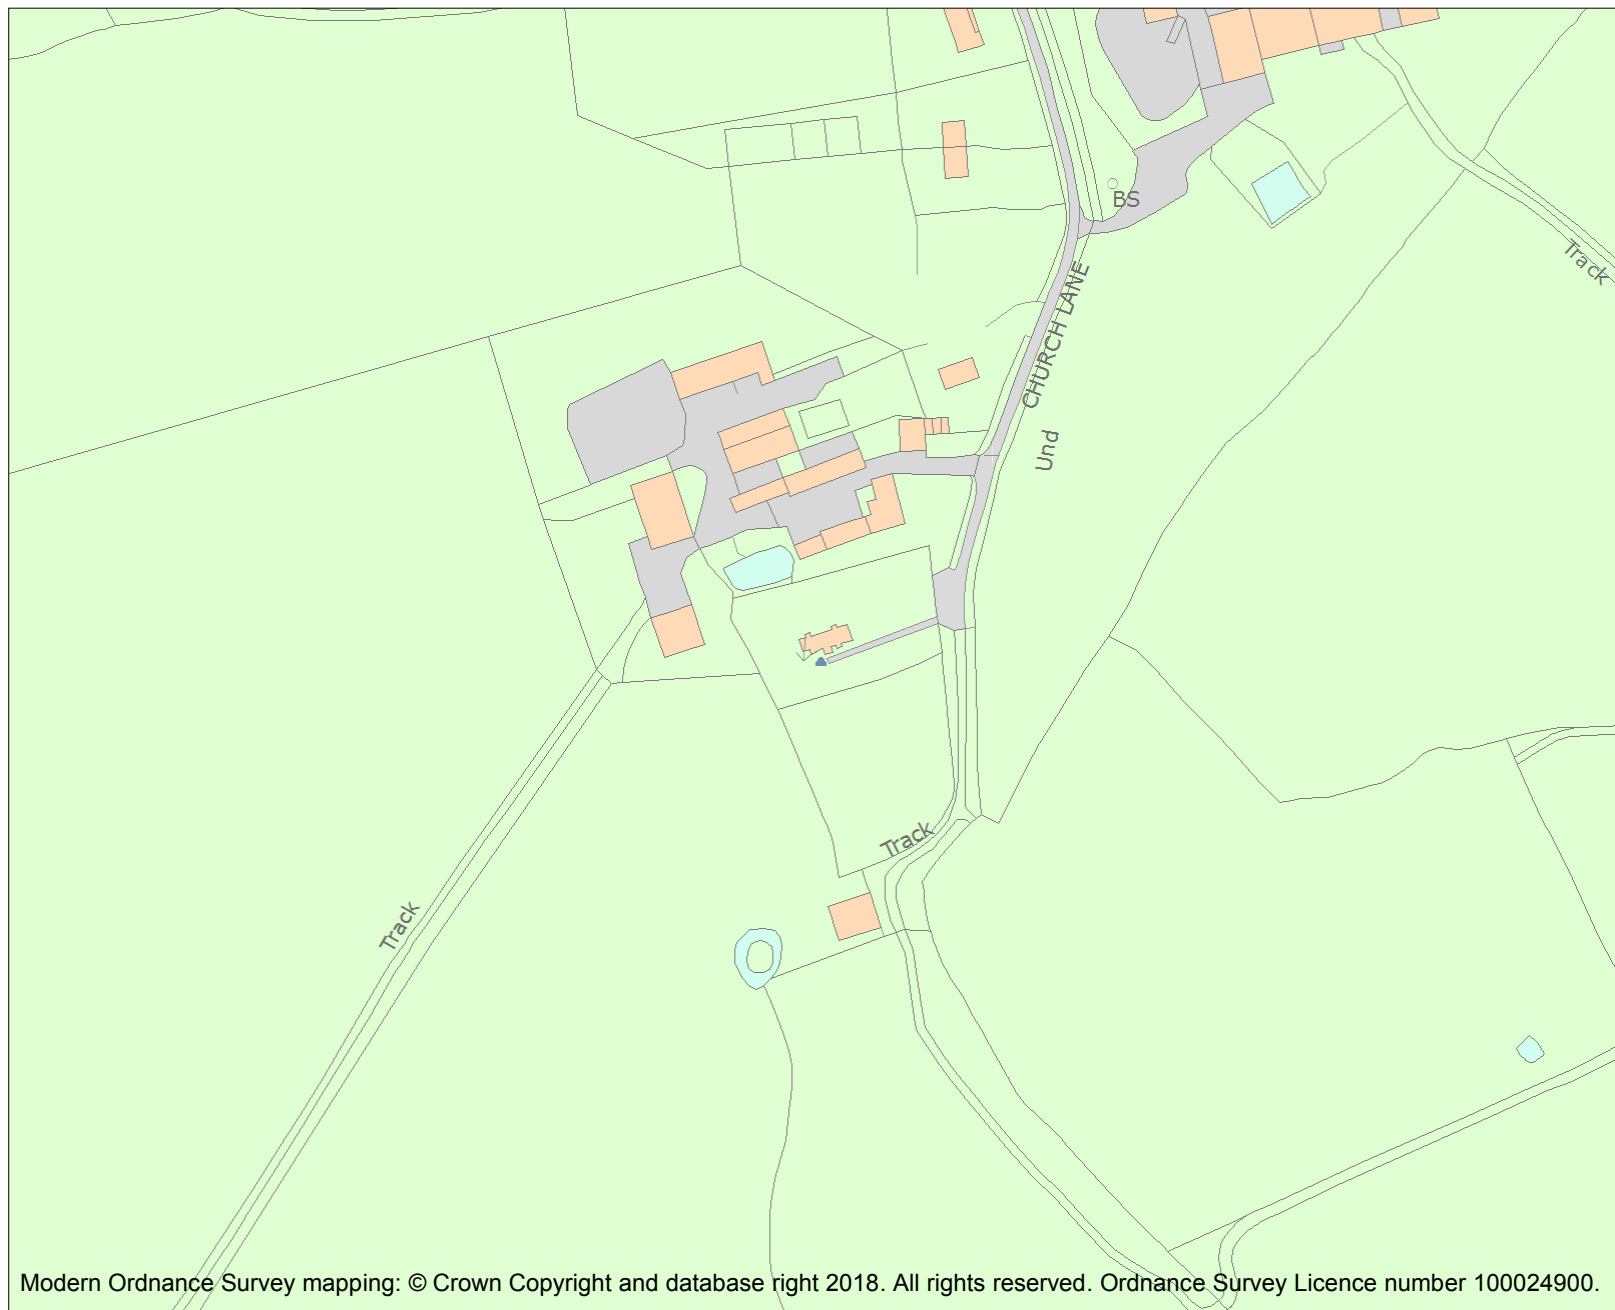 BS
Track
CHURCH LANE
Und
Track
Track
Modern Ordnance Survey mapping: © Crown Copyright and database right 2018. All rights reserved. Ordnance Survey Licence number 100024900.